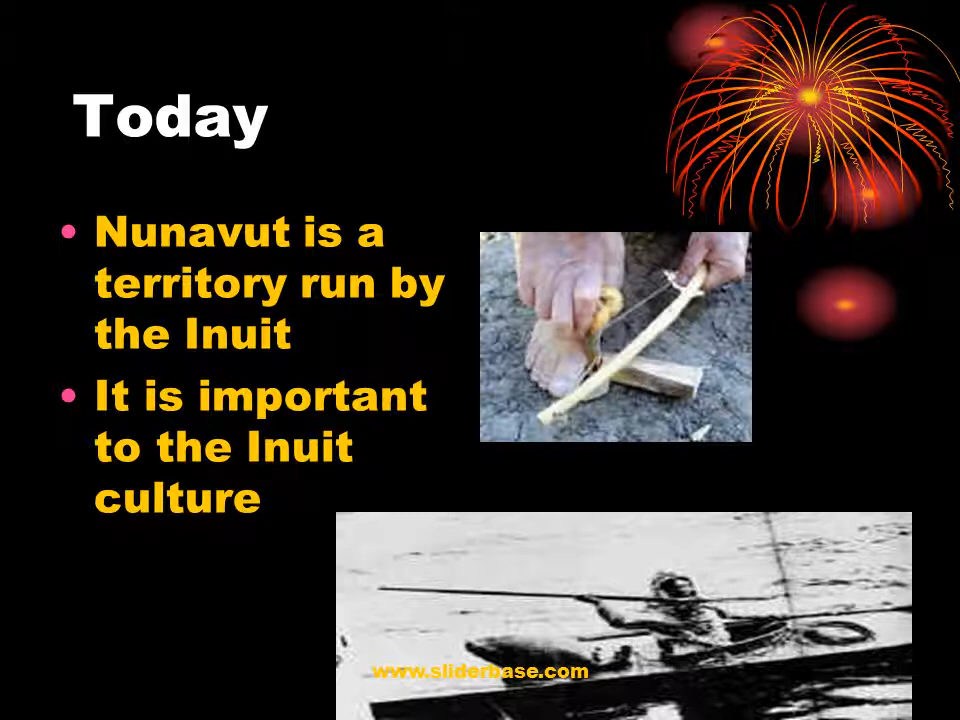 Today
• Nunavut is a
territory run by
the Inuit
• It is important
to the Inuit
culture
www.sliderbase.com